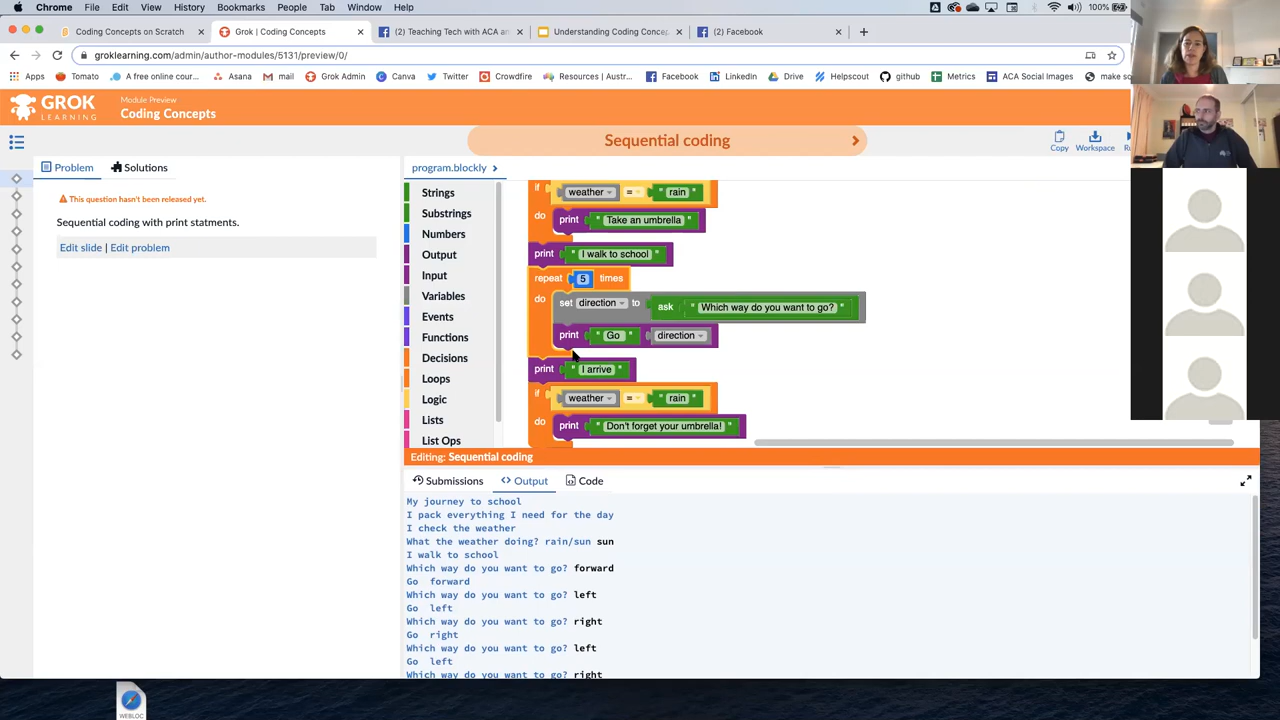 Chrome File Edit View History Bookmarks People Tab Window Help 100%
Coding Concepts on Scratch Grok | Coding Concepts (2) Teaching Tech with ACA an Understanding Coding Conce (2) Facebook
groklearning.com/admin/author-modules/5131/preview/0/
Apps Tomato A free online cour... Asana mail Grok Admin Canva Twitter Crowdfire Resources | Austr... Facebook LinkedIn Drive Helpscout github Metrics ACA Social Images make so
GROK LEARNING
Module Preview
Coding Concepts
Sequential coding
Copy Workspace
Problem Solutions
This question hasn't been released yet.
Sequential coding with print statments.
Edit slide | Edit problem
program.blockly
Strings
Substrings
Numbers
Output
Input
Variables
Events
Functions
Decisions
Loops
Logic
Lists
List Ops
if weather = " rain "
do print " Take an umbrella "
print " I walk to school "
repeat 5 times
do set direction to ask " Which way do you want to go? "
print " Go " direction
print " I arrive "
if weather = " rain "
do print " Don't forget your umbrella! "
Editing: Sequential coding
Submissions Output Code
My journey to school
I pack everything I need for the day
I check the weather
What the weather doing? rain/sun sun
I walk to school
Which way do you want to go? forward
Go forward
Which way do you want to go? left
Go left
Which way do you want to go? right
Go right
Which way do you want to go? left
Go left
Which way do you want to go? right
WEBLOC